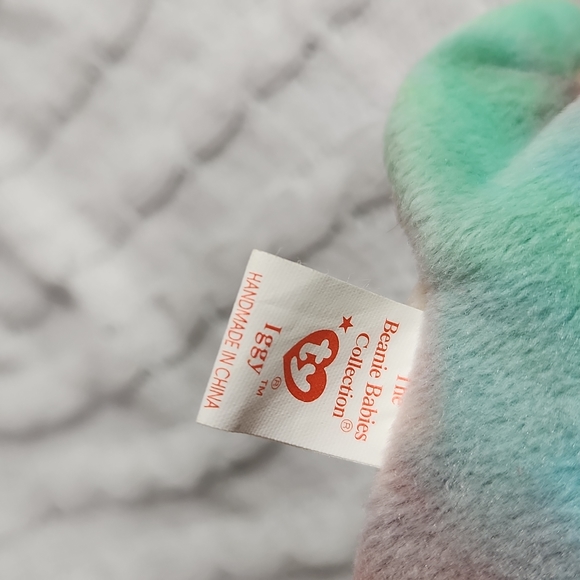 The
Beanie Babies
Collection®
ty®
Iggy™
HANDMADE IN CHINA